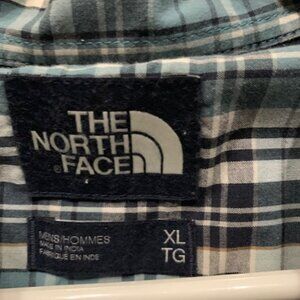 THE
NORTH
FACE
MENS/HOMMES
MADE IN INDIA
FABRIQUÉ EN INDE
XL
TG